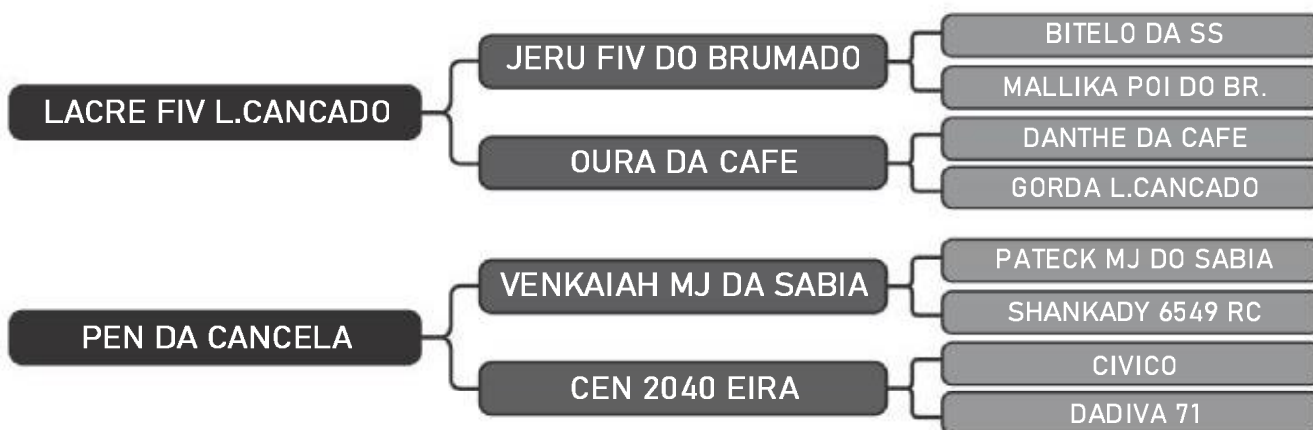 LACRE FIV L.CANCADO
JERU FIV DO BRUMADO
BITELO DA SS
MALLIKA POI DO BR.
OURA DA CAFE
DANTHE DA CAFE
GORDA L.CANCADO
PEN DA CANCELA
VENKAIAH MJ DA SABIA
PATECK MJ DO SABIA
SHANKADY 6549 RC
CEN 2040 EIRA
CIVICO
DADIVA 71